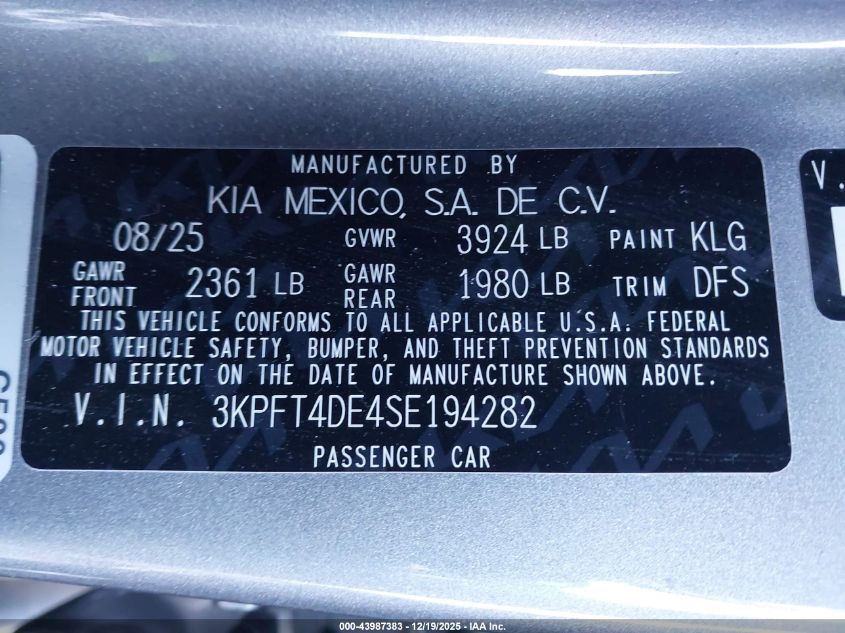 MANUFACTURED BY
KIA MEXICO, S.A. DE C.V.
08/25 GVWR 3924 LB PAINT KLG
GAWR FRONT 2361 LB GAWR REAR 1980 LB TRIM DFS
THIS VEHICLE CONFORMS TO ALL APPLICABLE U.S.A. FEDERAL
MOTOR VEHICLE SAFETY, BUMPER, AND THEFT PREVENTION STANDARDS
IN EFFECT ON THE DATE OF MANUFACTURE SHOWN ABOVE.
V.I.N. 3KPFT4DE4SE194282
PASSENGER CAR
V.
000-43987383 - 12/19/2025 - IAA Inc.